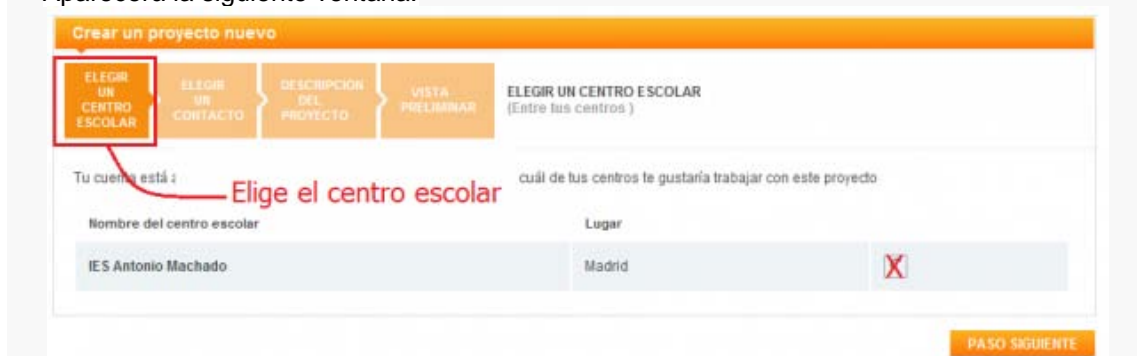 Aparecerá la siguiente ventana:
Crear un proyecto nuevo
ELEGIR
UN
CENTRO
ESCOLAR
ELEGIR
UN
CONTACTO
DESCRIPCIÓN
DEL
PROYECTO
VISTA
PRELIMINAR
ELEGIR UN CENTRO ESCOLAR
(Entre tus centros )
Tu cuenta está cuál de tus centros te gustaría trabajar con este proyecto
Elige el centro escolar
Nombre del centro escolar Lugar
IES Antonio Machado Madrid X
PASO SIGUIENTE